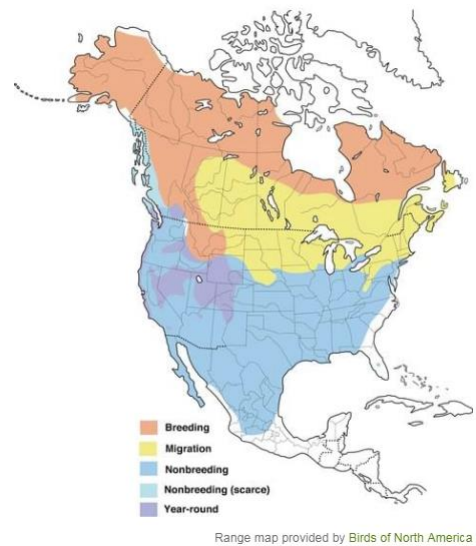 Breeding
Migration
Nonbreeding
Nonbreeding (scarce)
Year-round
Range map provided by Birds of North America